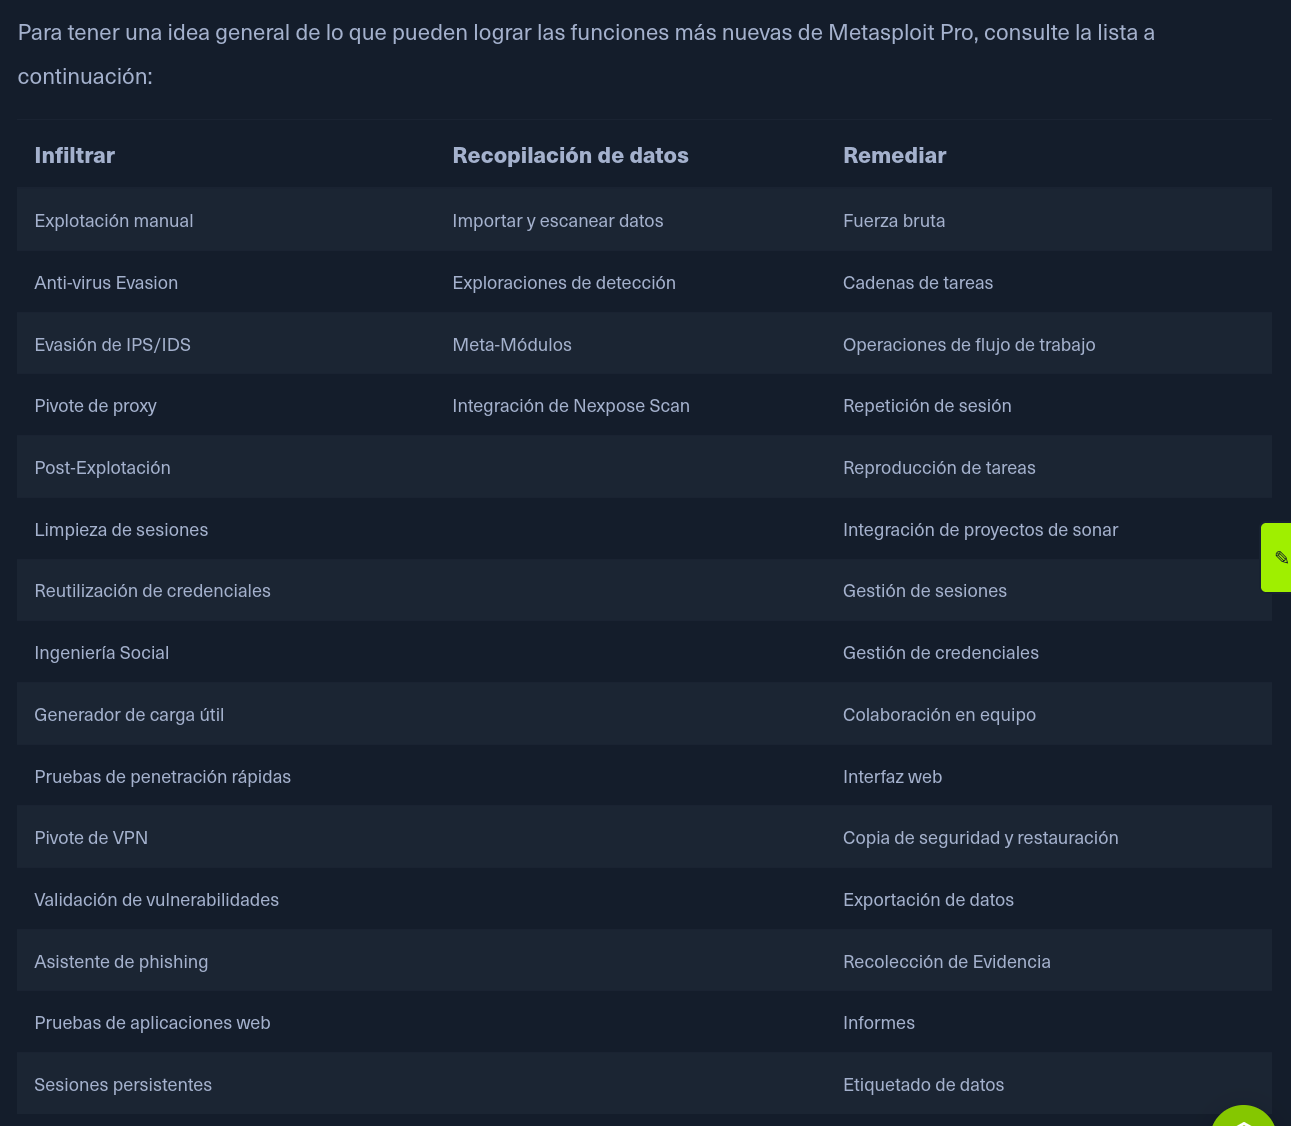 Para tener una idea general de lo que pueden lograr las funciones más nuevas de Metasploit Pro, consulte la lista a
continuación:
Infiltrar Recopilación de datos Remediar
Explotación manual Importar y escanear datos Fuerza bruta
Anti-virus Evasion Exploraciones de detección Cadenas de tareas
Evasión de IPS/IDS Meta-Módulos Operaciones de flujo de trabajo
Pivote de proxy Integración de Nexpose Scan Repetición de sesión
Post-Explotación Reproducción de tareas
Limpieza de sesiones Integración de proyectos de sonar
Reutilización de credenciales Gestión de sesiones
Ingeniería Social Gestión de credenciales
Generador de carga útil Colaboración en equipo
Pruebas de penetración rápidas Interfaz web
Pivote de VPN Copia de seguridad y restauración
Validación de vulnerabilidades Exportación de datos
Asistente de phishing Recolección de Evidencia
Pruebas de aplicaciones web Informes
Sesiones persistentes Etiquetado de datos